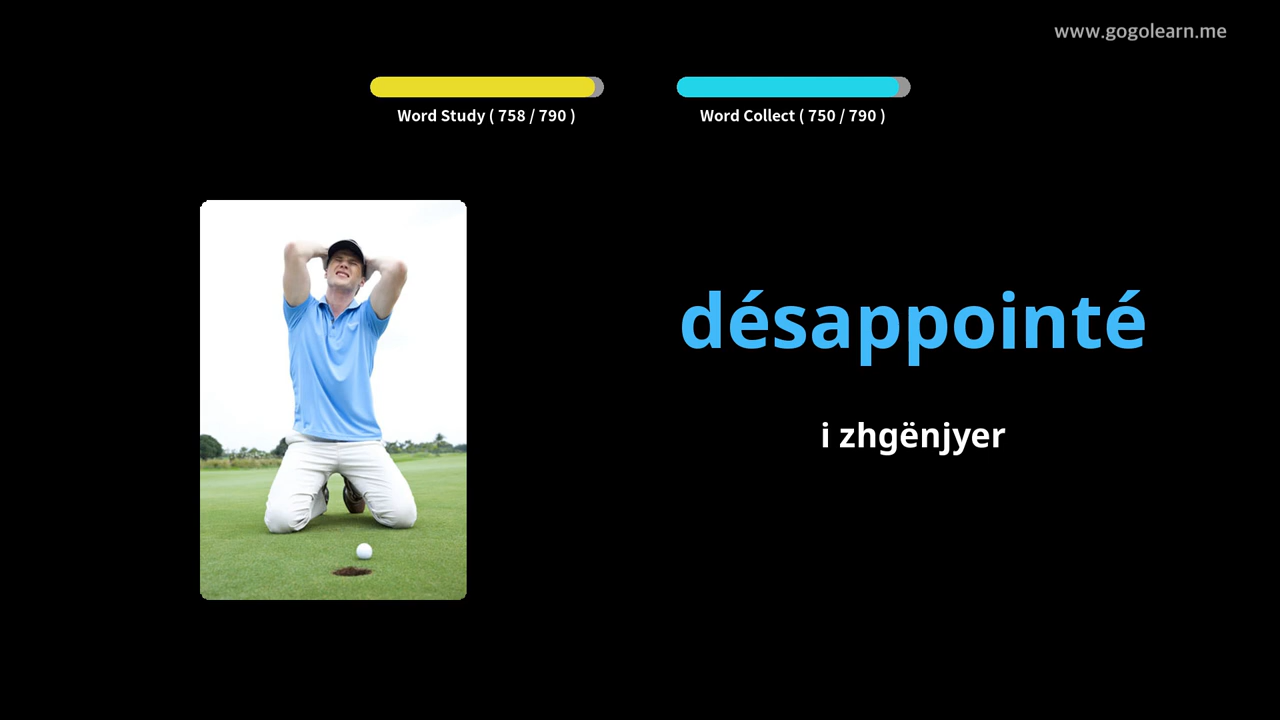 www.gogolearn.me
Word Study ( 758 / 790 )
Word Collect ( 750 / 790 )
désappointé
i zhgënjyer